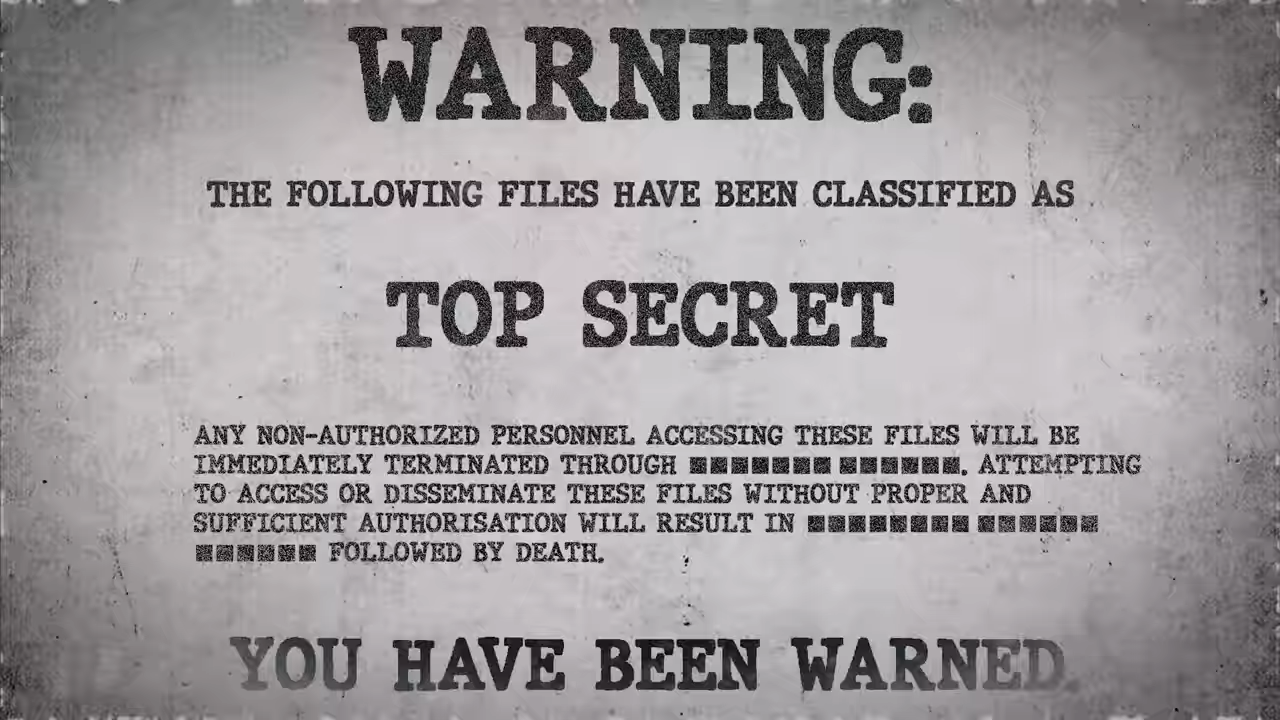 WARNING:
THE FOLLOWING FILES HAVE BEEN CLASSIFIED AS
TOP SECRET
ANY NON-AUTHORIZED PERSONNEL ACCESSING THESE FILES WILL BE
IMMEDIATELY TERMINATED THROUGH ■■■■■■■ ■■■■■■. ATTEMPTING
TO ACCESS OR DISSEMINATE THESE FILES WITHOUT PROPER AND
SUFFICIENT AUTHORISATION WILL RESULT IN ■■■■■■■■ ■■■■■■
■■■■■■ FOLLOWED BY DEATH.
YOU HAVE BEEN WARNED.